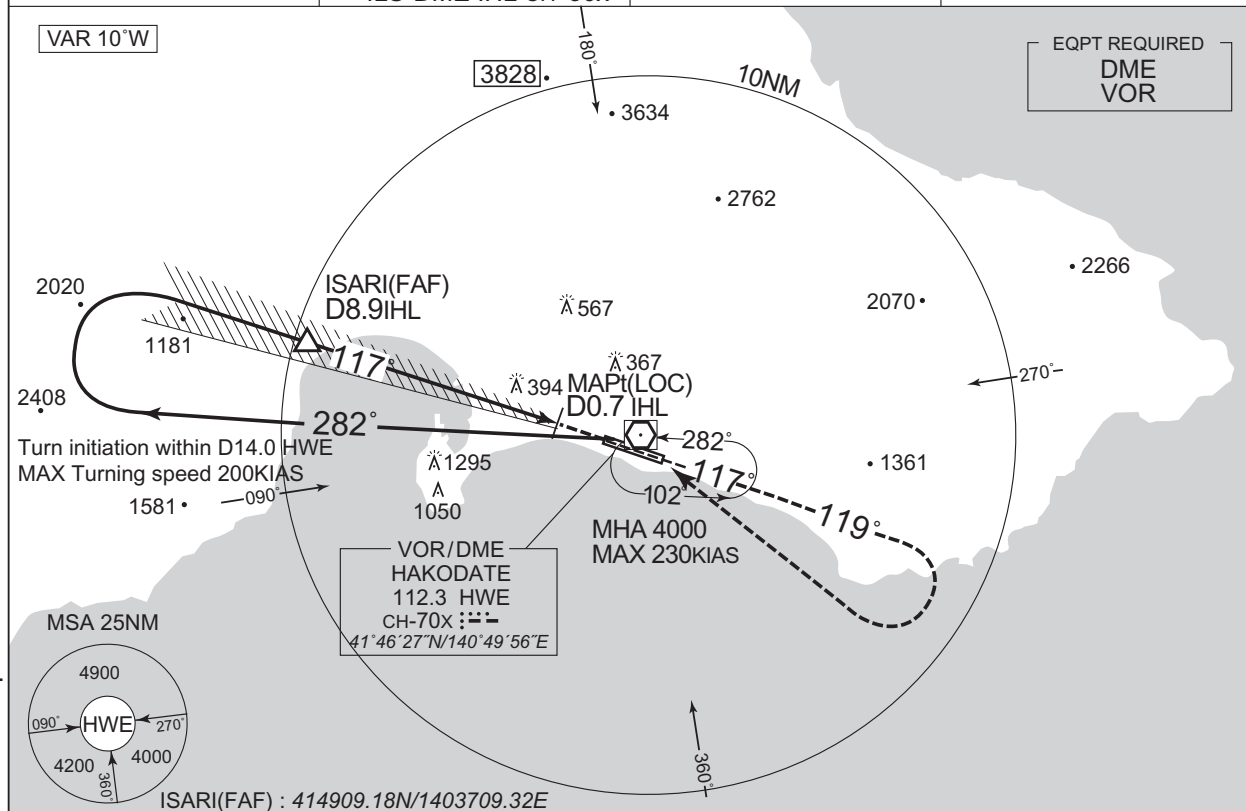 VAR 10°W
180°
EQPT REQUIRED
DME
VOR
3828
10NM
3634
2762
2266
2070
2020
ISARI(FAF)
D8.9IHL
567
1181
117°
367
394
MAPt(LOC)
D0.7 IHL
270°
2408
282°
282°
Turn initiation within D14.0 HWE
MAX Turning speed 200KIAS
1295
1361
117°
090°
1581
102°
1050
119°
MHA 4000
MAX 230KIAS
VOR/DME
HAKODATE
112.3 HWE
CH-70X
41°46´27˝N/140°49´56˝E
MSA 25NM
4900
090°
HWE
270°
4200
4000
360°
360°
ISARI(FAF) : 414909.18N/1403709.32E